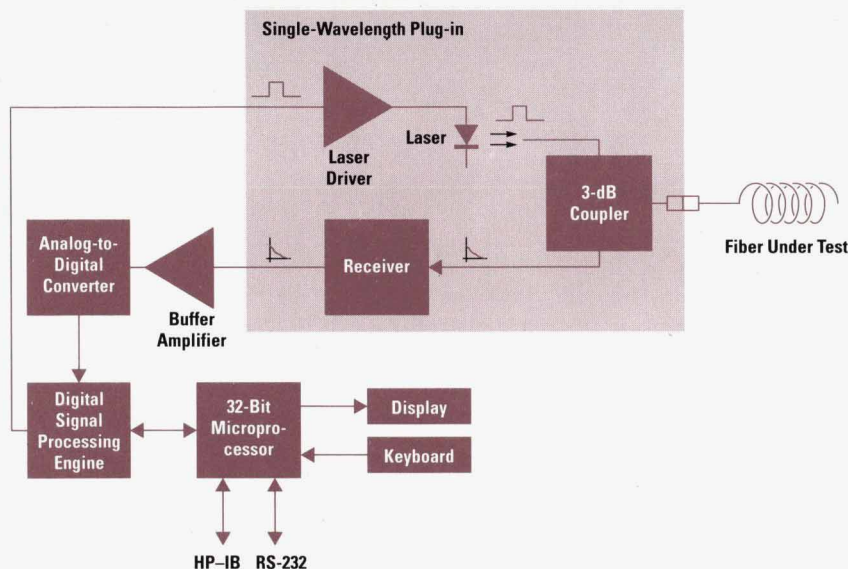 Single-Wavelength Plug-in
Laser
Driver
Laser
3-dB
Coupler
Fiber Under Test
Analog-to-
Digital
Converter
Buffer
Amplifier
Receiver
Digital
Signal
Processing
Engine
32-Bit
Micropro-
cessor
Display
Keyboard
HP–IB
RS-232